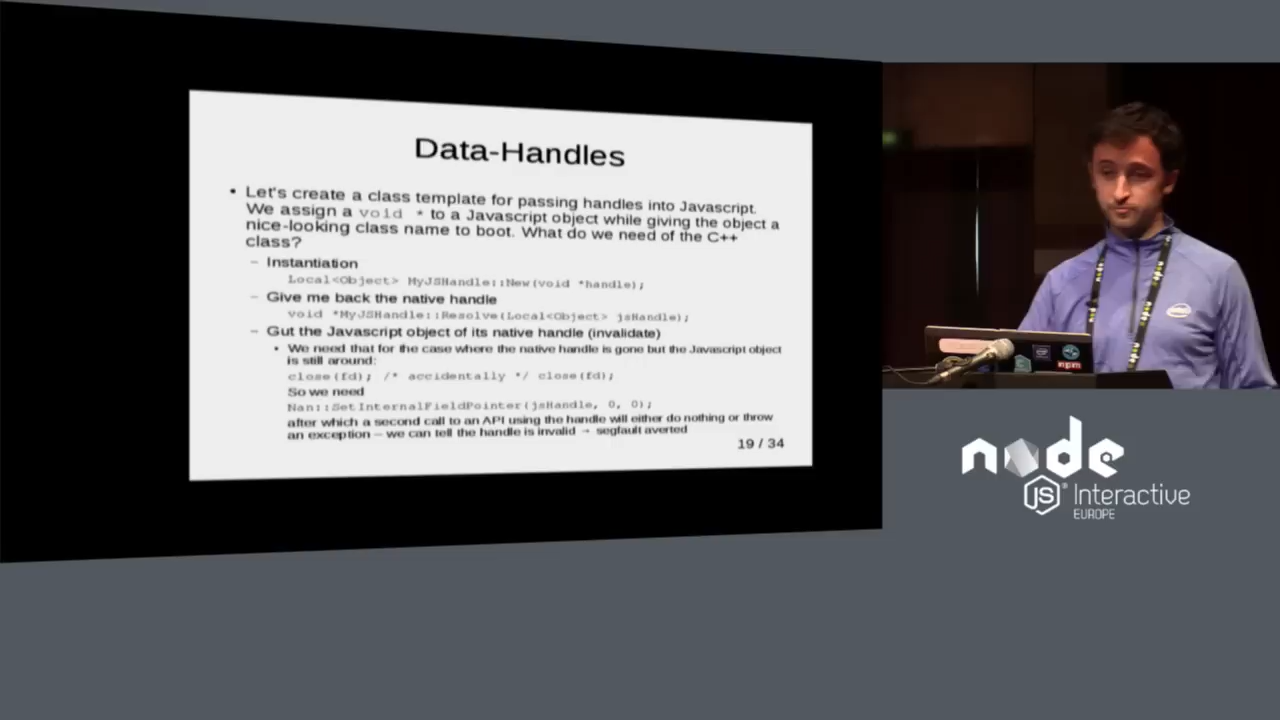 Data-Handles
• Let's create a class template for passing handles into Javascript.
We assign a void * to a Javascript object while giving the object a
nice-looking class name to boot. What do we need of the C++
class?
– Instantiation
Local<Object> MyJSHandle::New(void *handle);
– Give me back the native handle
void *MyJSHandle::Resolve(Local<Object> jsHandle);
– Gut the Javascript object of its native handle (invalidate)
• We need that for the case where the native handle is gone but the Javascript object
is still around:
close(fd); /* accidentally */ close(fd);
So we need
Nan::SetInternalFieldPointer(jsHandle, 0, 0);
after which a second call to an API using the handle will either do nothing or throw
an exception – we can tell the handle is invalid → segfault averted
19 / 34
intel
npm
node
JS Interactive
EUROPE